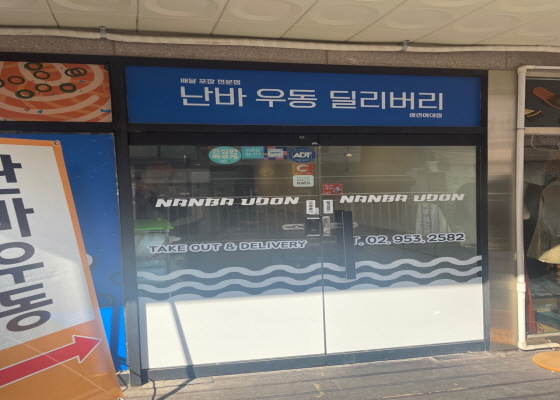 배달 포장 전문점
난바 우동 딜리버리
ADT
NANBA UDON NANBA UDON
TAKE OUT & DELIVERY
T. 02. 953. 2582
난바우동